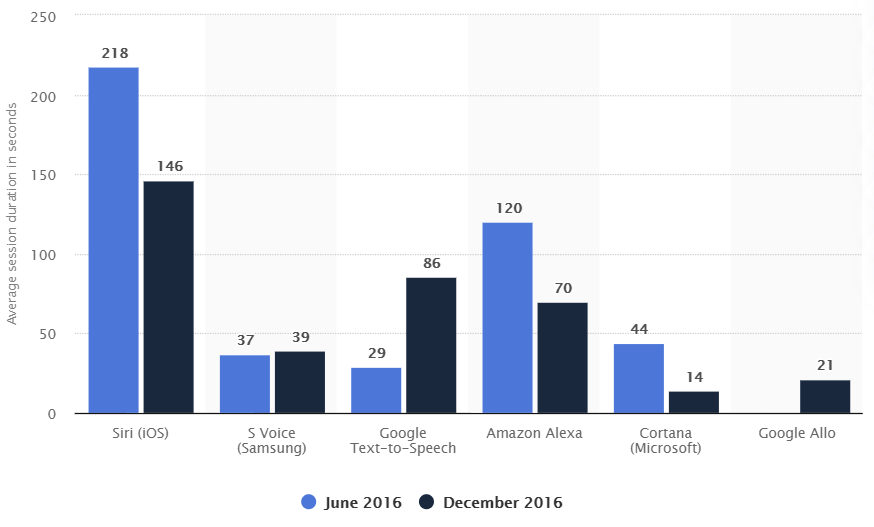 Average session duration in seconds
250
200
150
100
50
0
218
146
37
39
29
86
120
70
44
14
21
Siri (iOS)
S Voice
(Samsung)
Google
Text-to-Speech
Amazon Alexa
Cortana
(Microsoft)
Google Allo
June 2016
December 2016